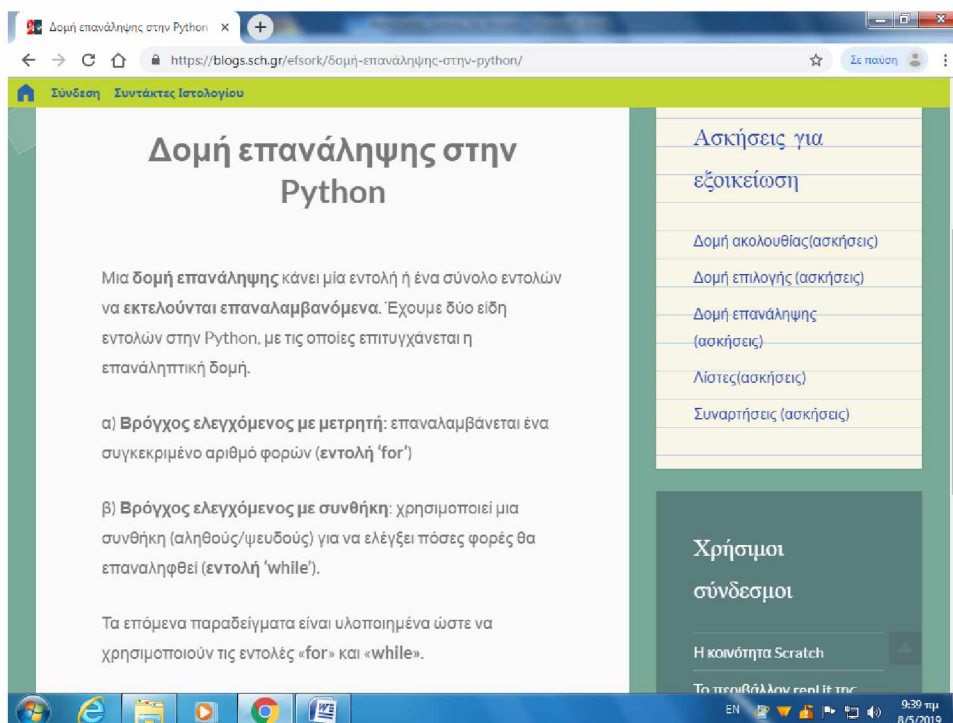 Δομή επανάληψης στην Python
https://blogs.sch.gr/efsork/δομή-επανάληψης-στην-python/
Σε παύση
Σύνδεση Συντάκτες Ιστολογίου
Δομή επανάληψης στην
Python
Μια δομή επανάληψης κάνει μία εντολή ή ένα σύνολο εντολών
να εκτελούνται επαναλαμβανόμενα. Έχουμε δύο είδη
εντολών στην Python, με τις οποίες επιτυγχάνεται η
επανάληπτική δομή.
α) Βρόγχος ελεγχόμενος με μετρητή: επαναλαμβάνεται ένα
συγκεκριμένο αριθμό φορών (εντολή ‘for’)
β) Βρόγχος ελεγχόμενος με συνθήκη: χρησιμοποιεί μια
συνθήκη (αληθούς/ψευδούς) για να ελέγξει πόσες φορές θα
επαναληφθεί (εντολή ‘while’).
Τα επόμενα παραδείγματα είναι υλοποιημένα ώστε να
χρησιμοποιούν τις εντολές «for» και «while».
Ασκήσεις για
εξοικείωση
Δομή ακολουθίας(ασκήσεις)
Δομή επιλογής (ασκήσεις)
Δομή επανάληψης
(ασκήσεις)
Λίστες(ασκήσεις)
Συναρτήσεις (ασκήσεις)
Χρήσιμοι
σύνδεσμοι
Η κοινότητα Scratch
Το περιβάλλον repl.it της
EN
9:39 πμ
8/5/2019